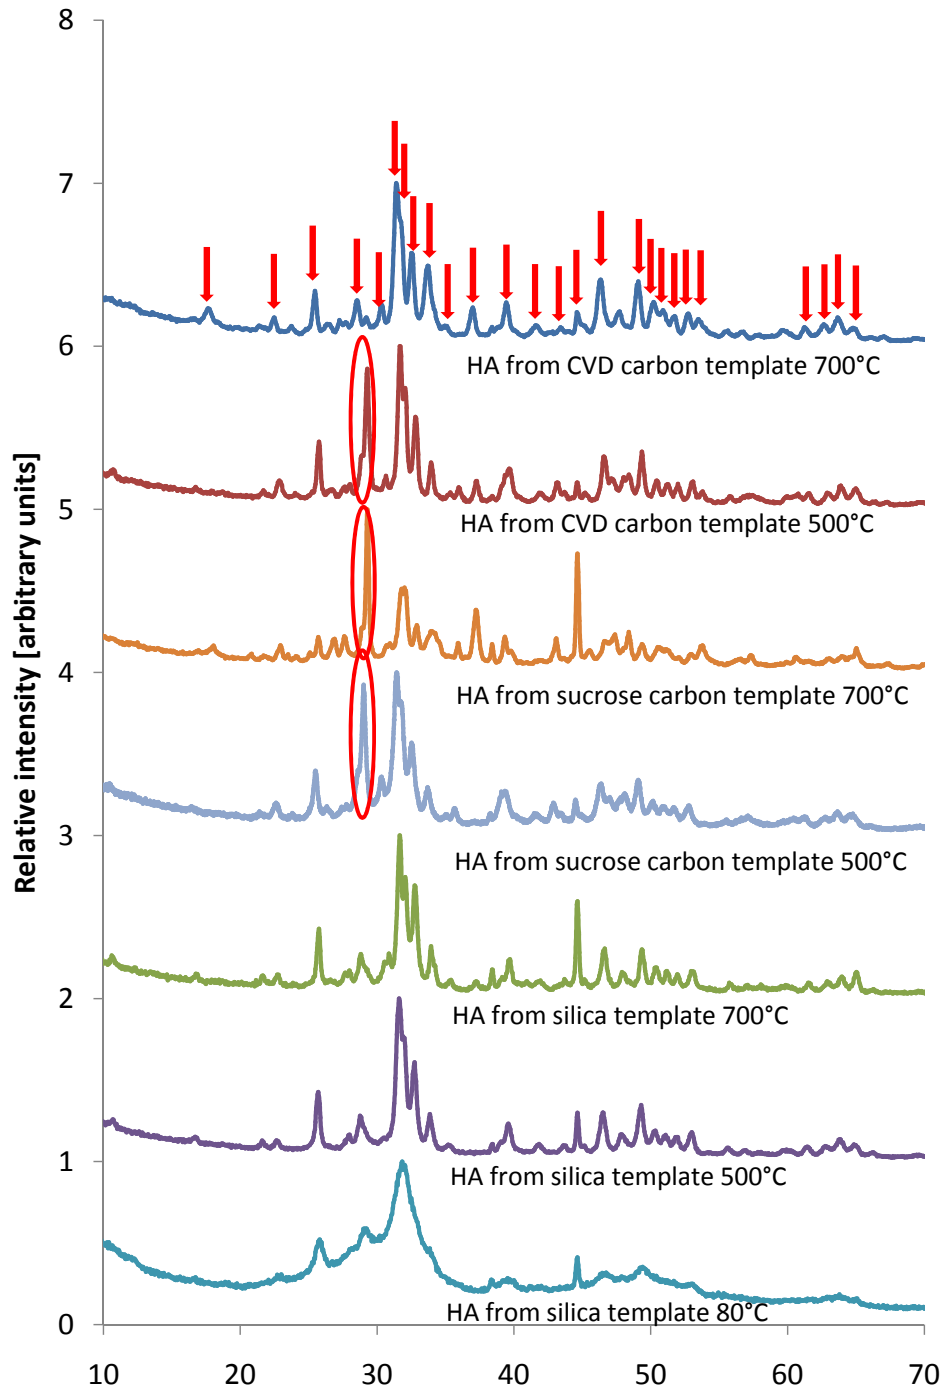 8
7
6
HA from CVD carbon template 700°C
5
HA from CVD carbon template 500°C
4
HA from sucrose carbon template 700°C
3
HA from sucrose carbon template 500°C
2
HA from silica template 700°C
1
HA from silica template 500°C
0
HA from silica template 80°C
10 20 30 40 50 60 70
Relative intensity [arbitrary units]